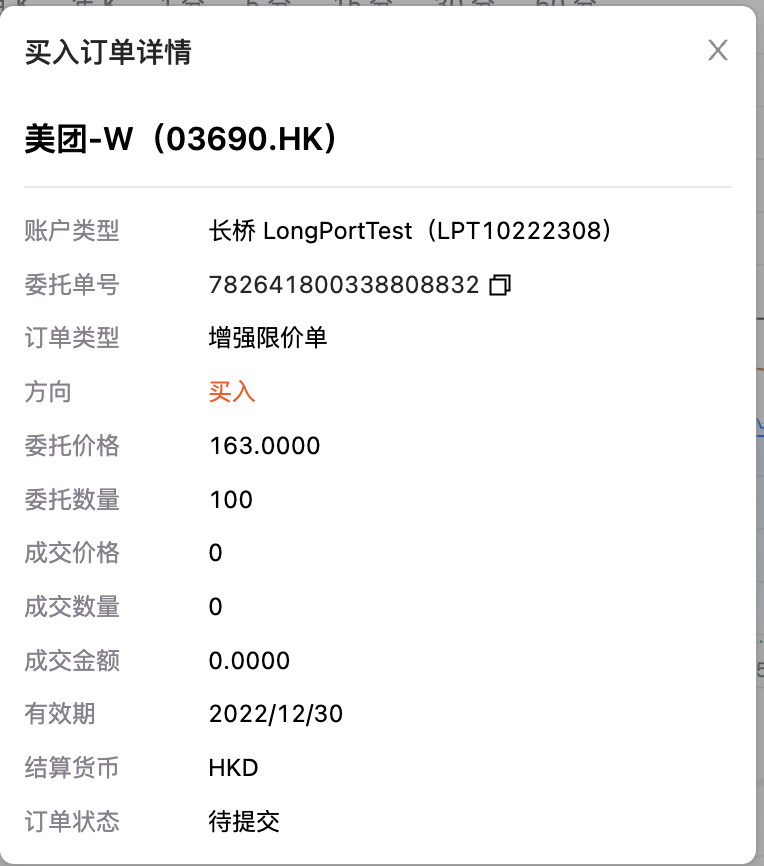 买入订单详情
美团-W（03690.HK）
账户类型 长桥 LongPortTest（LPT10222308）
委托单号 782641800338808832
订单类型 增强限价单
方向 买入
委托价格 163.0000
委托数量 100
成交价格 0
成交数量 0
成交金额 0.0000
有效期 2022/12/30
结算货币 HKD
订单状态 待提交